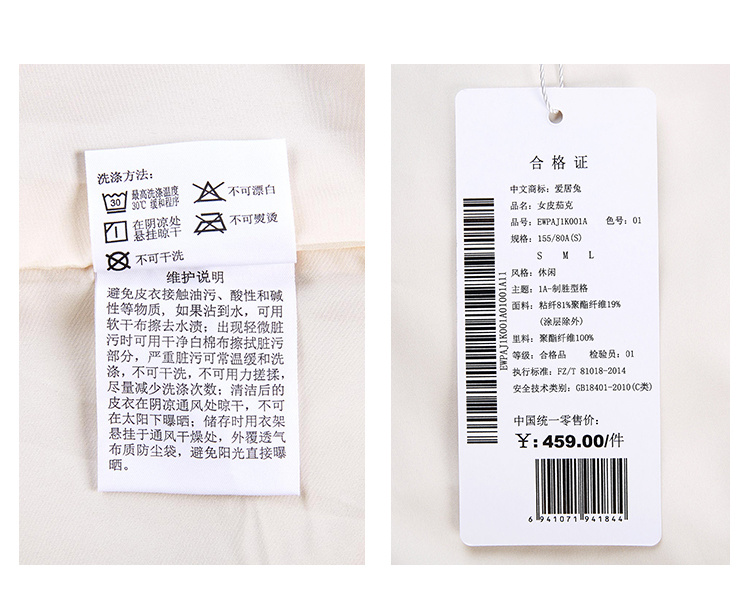 洗涤方法：
30
最高洗涤温度
30℃ 缓和程序
不可漂白
在阴凉处
悬挂晾干
不可熨烫
不可干洗
维护说明
避免皮衣接触油污、酸性和碱
性等物质，如果沾到水，可用
软干布擦去水渍；出现轻微脏
污时可用干净白棉布擦拭脏污
部分，严重脏污可常温缓和洗
涤，不可干洗，不可用力搓揉，
尽量减少洗涤次数；清洁后的
皮衣在阴凉通风处晾干，不可
在太阳下曝晒；储存时用衣架
悬挂于通风干燥处，外覆透气
布质防尘袋，避免阳光直接曝
晒。
合格证
中文商标：爱居兔
品名：女皮茄克
品号：EWPAJ1K001A 色号：01
规格：155/80A(S)
S M L
风格：休闲
主题：1A-制胜型格
面料：粘纤81%聚酯纤维19%
(涂层除外)
里料：聚酯纤维100%
等级：合格品 检验员：01
执行标准：FZ/T 81018-2014
安全技术类别：GB18401-2010(C类)
中国统一零售价：
¥:459.00/件
6 941071 941844
EWPAJ1K001A01001A11